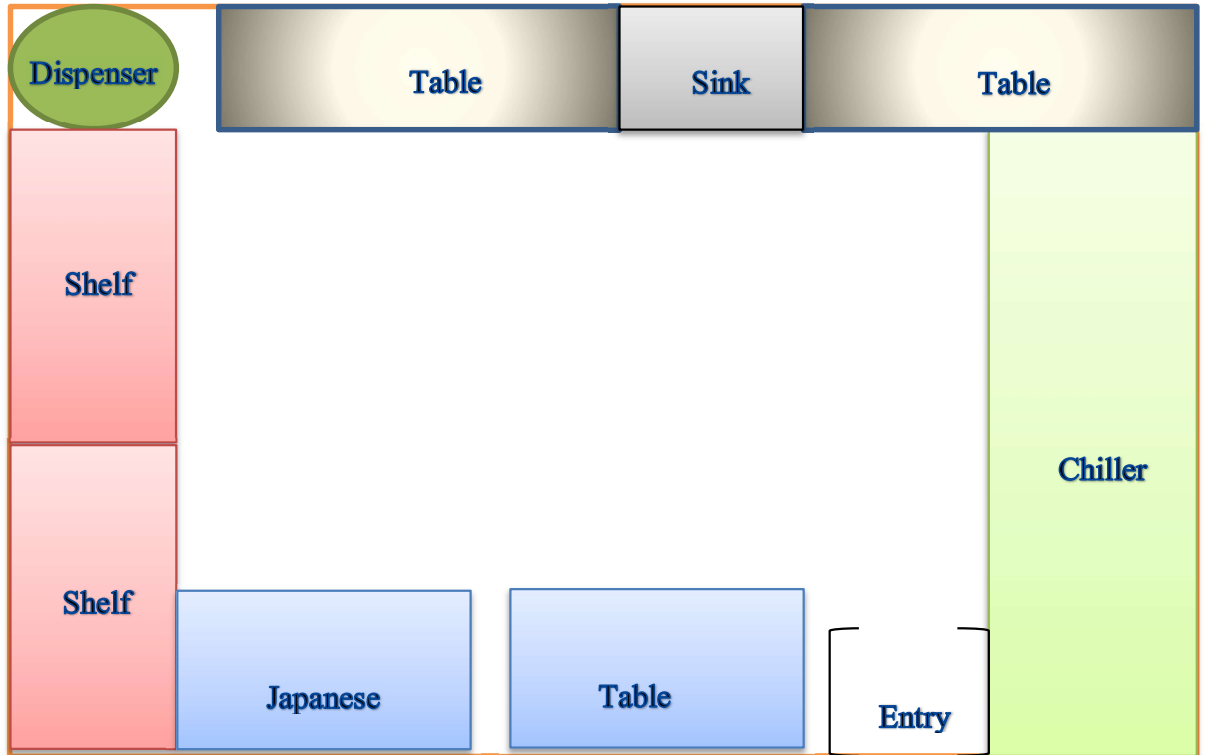 Dispenser
Table
Sink
Table
Shelf
Chiller
Shelf
Japanese
Table
Entry